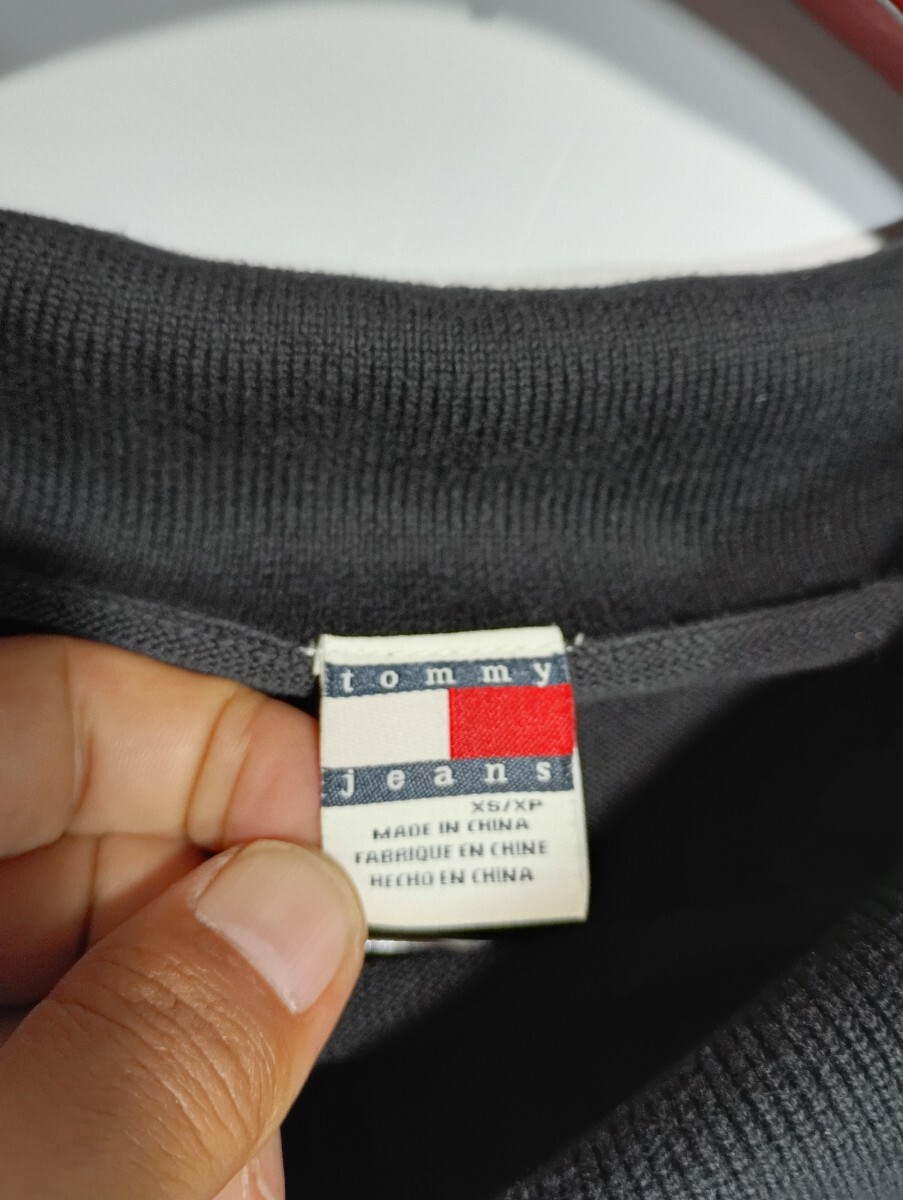 tommy
jeans
XS/XP
MADE IN CHINA
FABRIQUE EN CHINE
HECHO EN CHINA